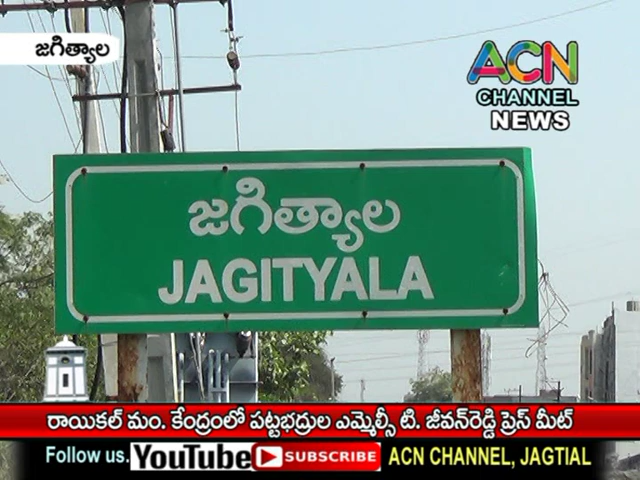 జగిత్యాల
ACN
CHANNEL
NEWS
జగిత్యాల
JAGITYALA
రాయికల్ మం. కేంద్రంలో పట్టభద్రుల ఎమ్మెల్సీ టి. జీవన్‌రెడ్డి ప్రెస్ మీట్
Follow us. YouTube SUBSCRIBE ACN CHANNEL, JAGTIAL